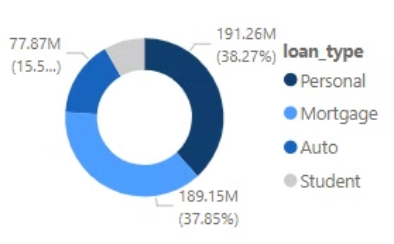 77.87M
(15.5...)
191.26M
(38.27%)
189.15M
(37.85%)
loan_type
Personal
Mortgage
Auto
Student